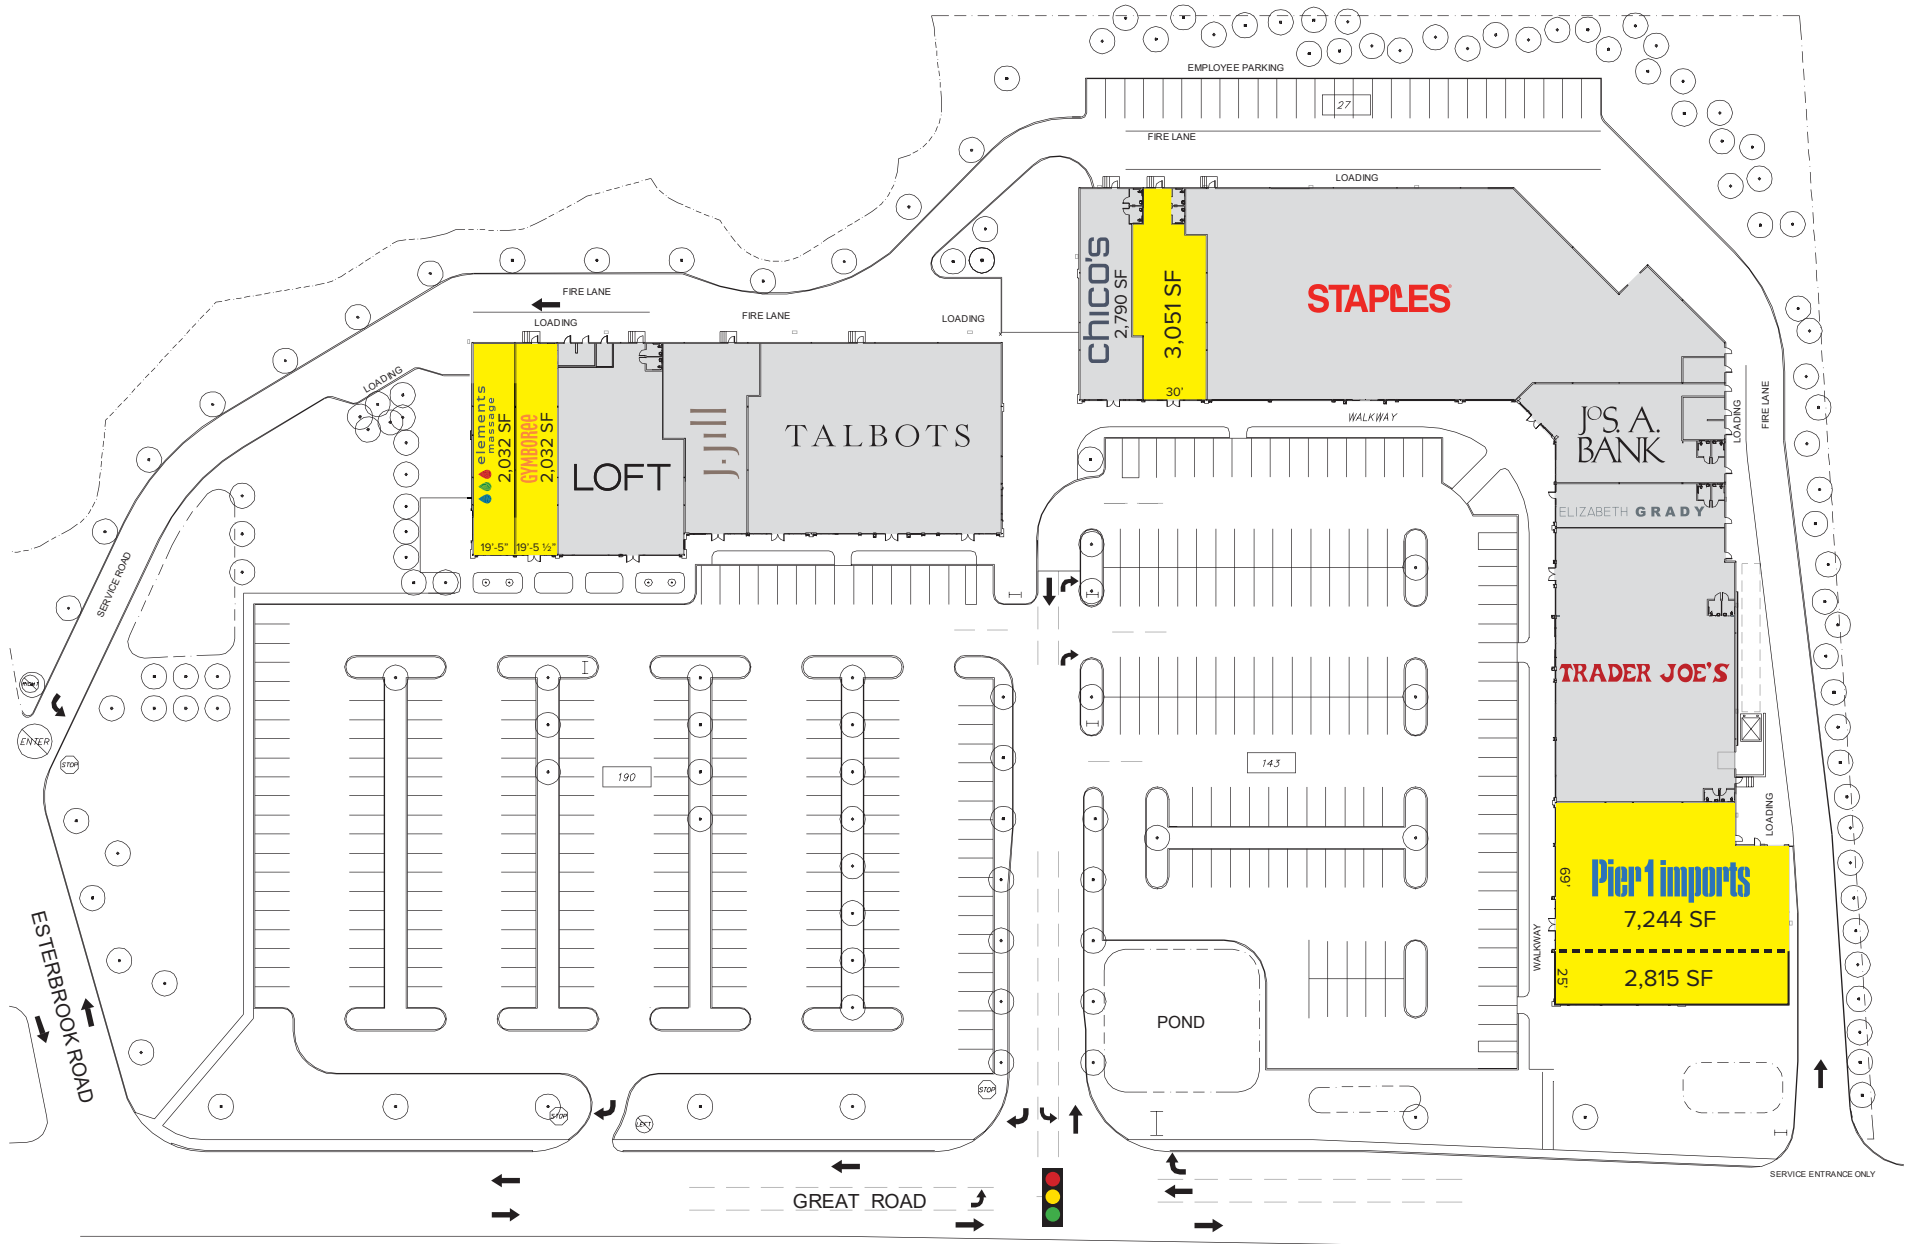 EMPLOYEE PARKING
27
FIRE LANE
LOADING
chico's
2,790 SF
3,051 SF
30'
STAPLES
FIRE LANE
LOADING
FIRE LANE
LOADING
LOADING
elements
massage
2,032 SF
19'-5"
GYMBOREE
2,032 SF
19'-5 ½"
LOFT
J.Jill
TALBOTS
WALKWAY
JoS. A.
BANK
LOADING
FIRE LANE
ELIZABETH GRADY
SERVICE ROAD
TRADER JOE'S
RIGHT
ENTER
STOP
190
143
LOADING
Pier 1 imports
69'
7,244 SF
WALKWAY
25'
2,815 SF
ESTERBROOK ROAD
POND
STOP
STOP
LEFT
SERVICE ENTRANCE ONLY
GREAT ROAD